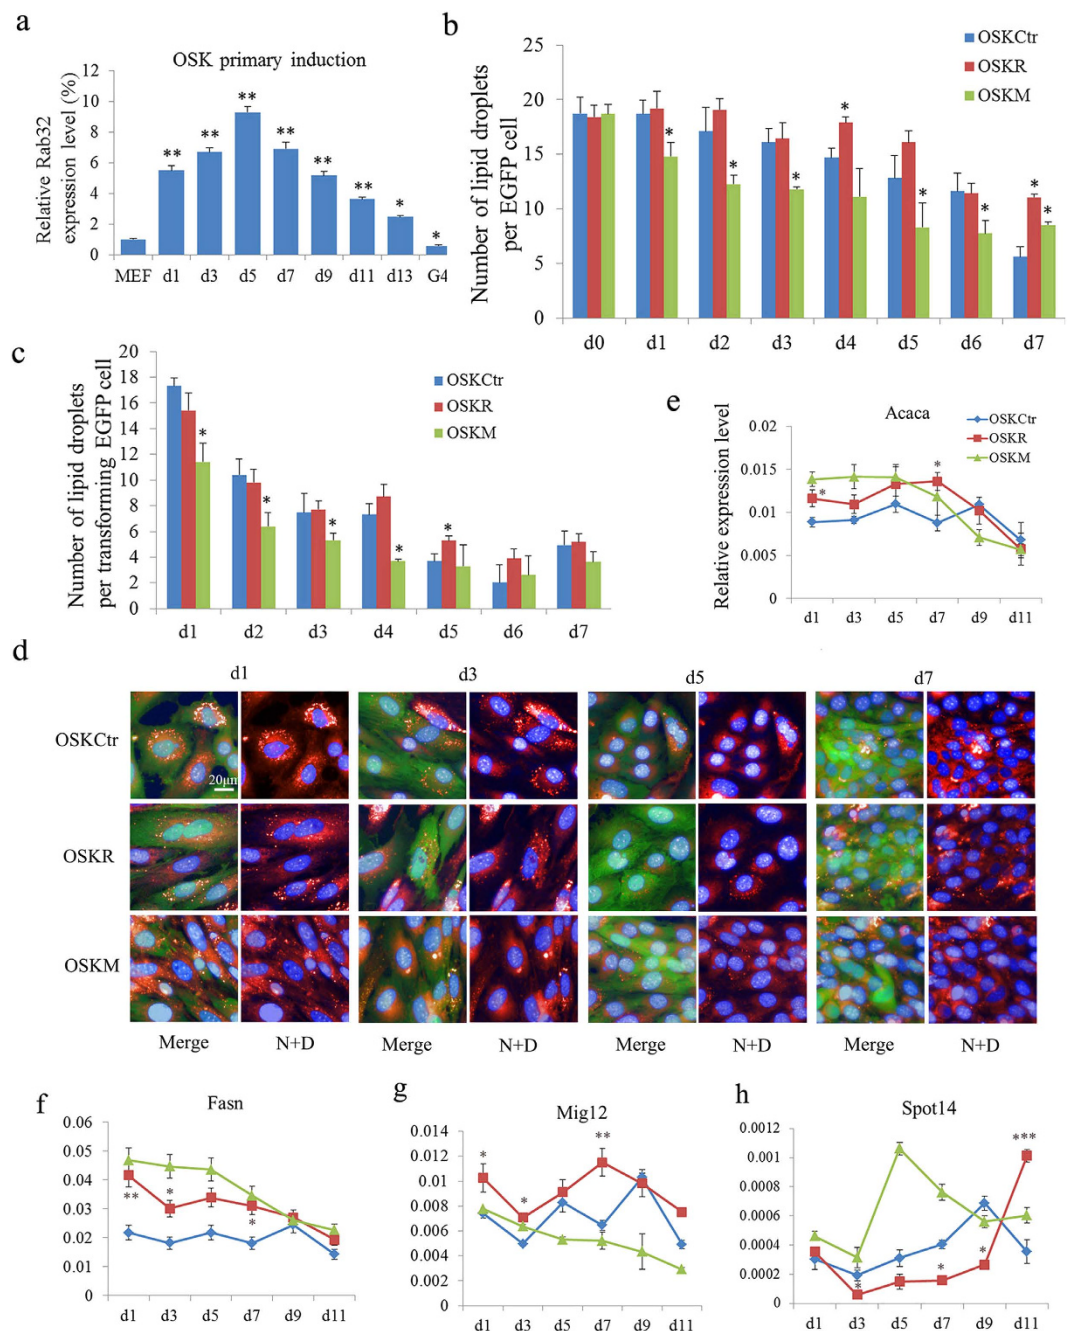 a
OSK primary induction
Relative Rab32
expression level (%)
12
10
8
6
4
2
0
** ** ** ** ** ** * *
MEF d1 d3 d5 d7 d9 d11 d13 G4
b
Number of lipid droplets
per EGFP cell
25
20
15
10
5
0
OSKCtr
OSKR
OSKM
* * * * * * * *
d0 d1 d2 d3 d4 d5 d6 d7
c
Number of lipid droplets
per transforming EGFP cell
20
18
16
14
12
10
8
6
4
2
0
OSKCtr
OSKR
OSKM
* * * * *
d1 d2 d3 d4 d5 d6 d7
e
Acaca
Relative expression level
0.02
0.015
0.01
0.005
0
OSKCtr
OSKR
OSKM
* *
d1 d3 d5 d7 d9 d11
d
d1 d3 d5 d7
OSKCtr
20μm
OSKR
OSKM
Merge N+D Merge N+D Merge N+D Merge N+D
f
Fasn
0.06
0.05
0.04
0.03
0.02
0.01
0
** * *
d1 d3 d5 d7 d9 d11
g
Mig12
0.014
0.012
0.01
0.008
0.006
0.004
0.002
0
* * **
d1 d3 d5 d7 d9 d11
h
Spot14
0.0012
0.001
0.0008
0.0006
0.0004
0.0002
0
* * * ***
d1 d3 d5 d7 d9 d11